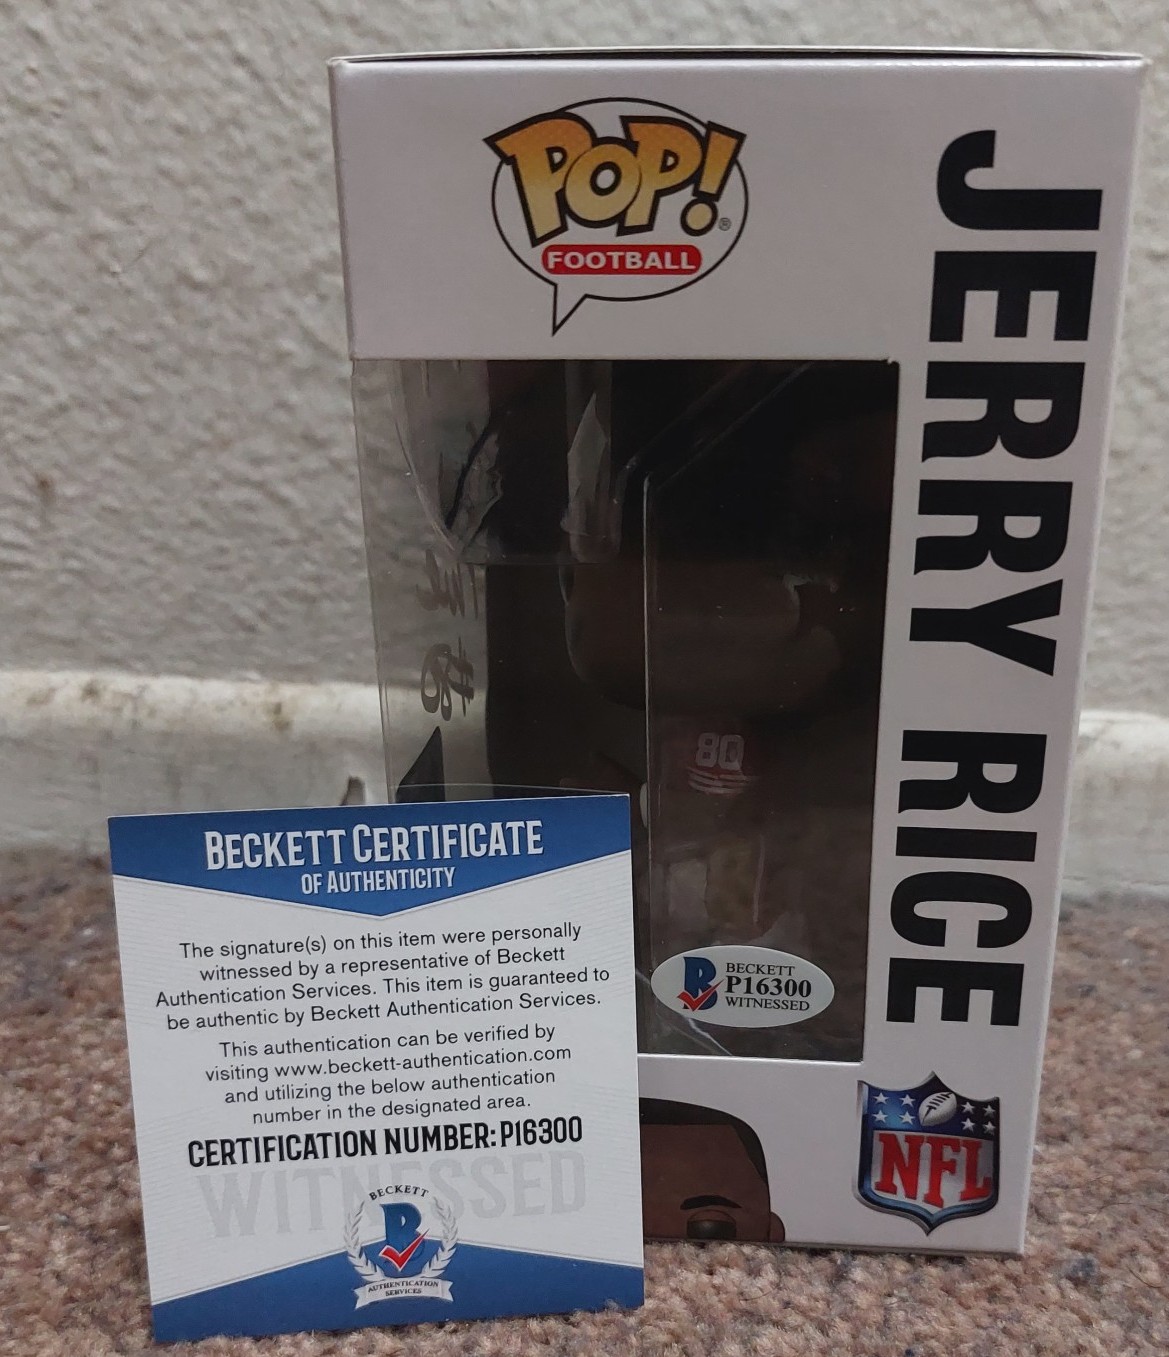 POP!
FOOTBALL
JERRY RICE
#80
80
BECKETT
P16300
WITNESSED
NFL
BECKETT CERTIFICATE
OF AUTHENTICITY
The signature(s) on this item were personally
witnessed by a representative of Beckett
Authentication Services. This item is guaranteed to
be authentic by Beckett Authentication Services.
This authentication can be verified by
visiting www.beckett-authentication.com
and utilizing the below authentication
number in the designated area.
CERTIFICATION NUMBER: P16300
WITNESSED
BECKETT
B
AUTHENTICATION
SERVICES